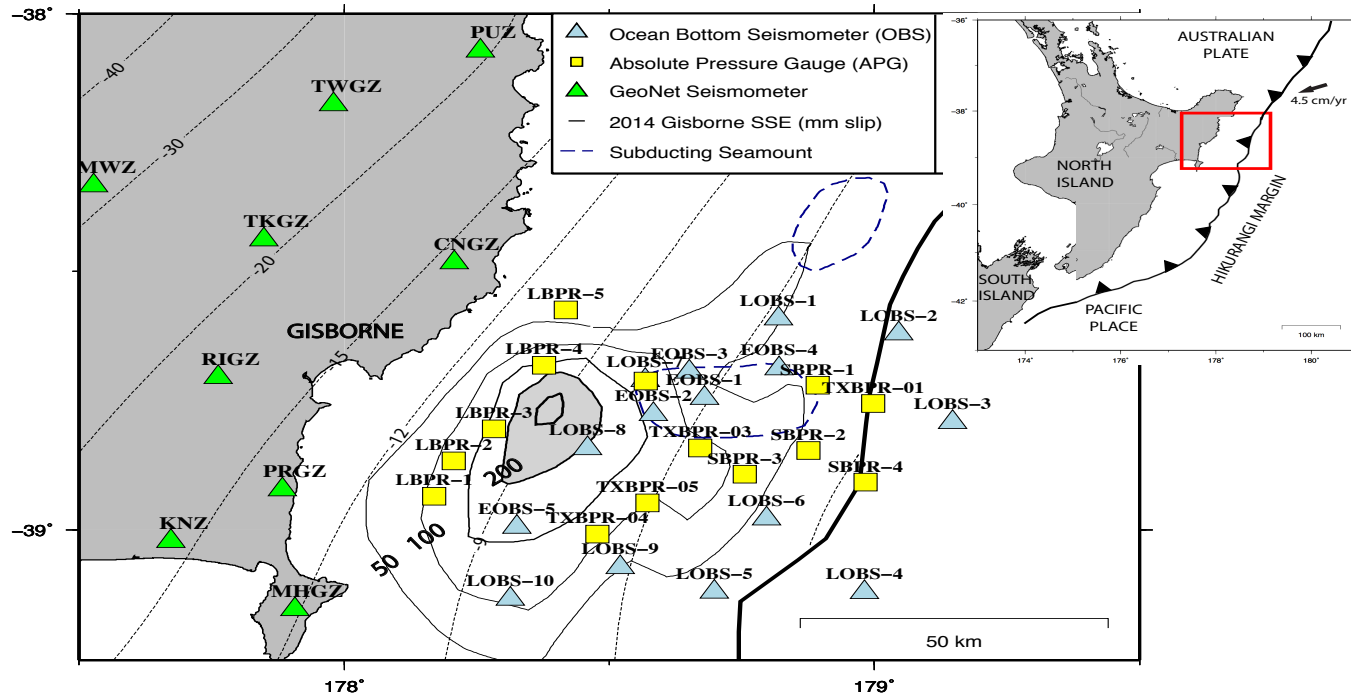 −38
−39
178
179
PUZ
TWGZ
MWZ
TKGZ
CNGZ
GISBORNE
RIGZ
PRGZ
KNZ
MHGZ
-40
-30
-20
-15
-12
-9
Ocean Bottom Seismometer (OBS)
Absolute Pressure Gauge (APG)
GeoNet Seismometer
2014 Gisborne SSE (mm slip)
Subducting Seamount
LBPR−5
LOBS−1
LOBS−2
LBPR−4
LOBS−
EOBS−3
EOBS−4
SBPR−1
EOBS−1
TXBPR−01
EOBS−2
LOBS−3
LBPR−3
LOBS−8
TXBPR−03
SBPR−2
LBPR−2
SBPR−3
SBPR−4
LBPR−1
200
TXBPR−05
EOBS−5
TXBPR−04
LOBS−6
100
50
LOBS−9
LOBS−10
LOBS−5
LOBS−4
50 km
-36
-38
-40
-42
174˚
176˚
178˚
180˚
AUSTRALIAN
PLATE
4.5 cm/yr
NORTH
ISLAND
HIKURANGI MARGIN
SOUTH
ISLAND
PACIFIC
PLACE
100 km